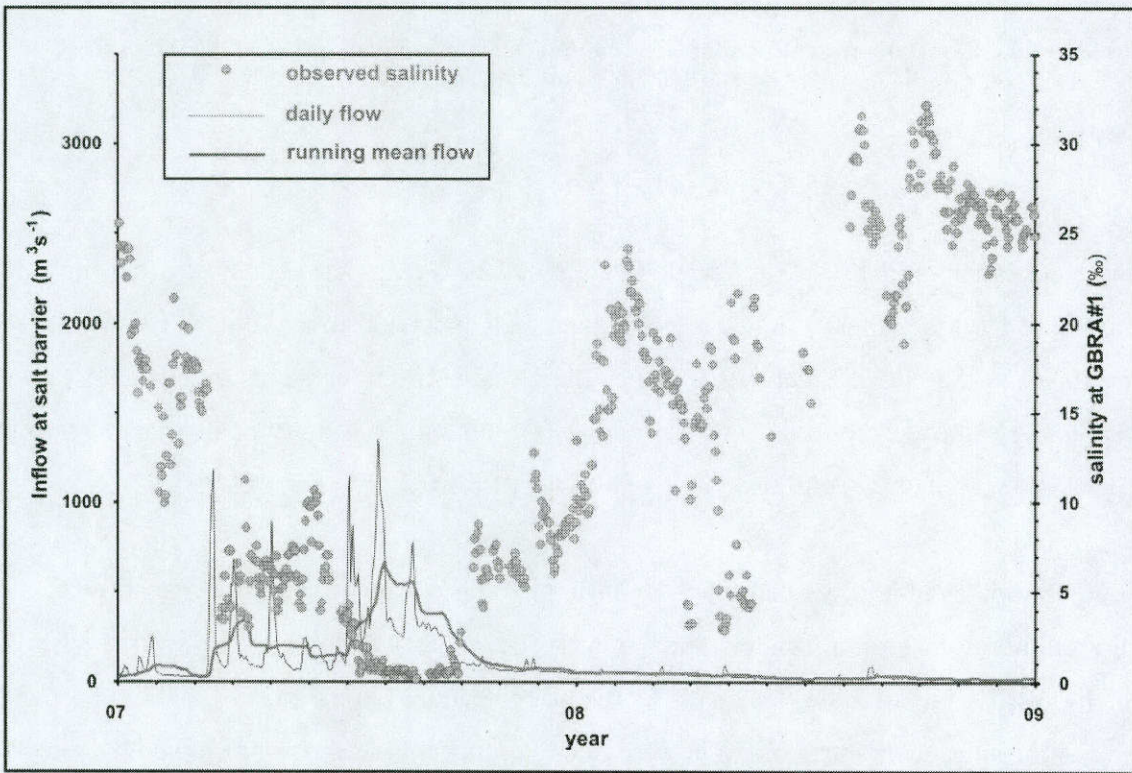 observed salinity
daily flow
running mean flow
Inflow at salt barrier (m³s⁻¹)
3000
2000
1000
0
35
30
25
20
15
10
5
0
salinity at GBRA#1 (‰)
07
08
09
year